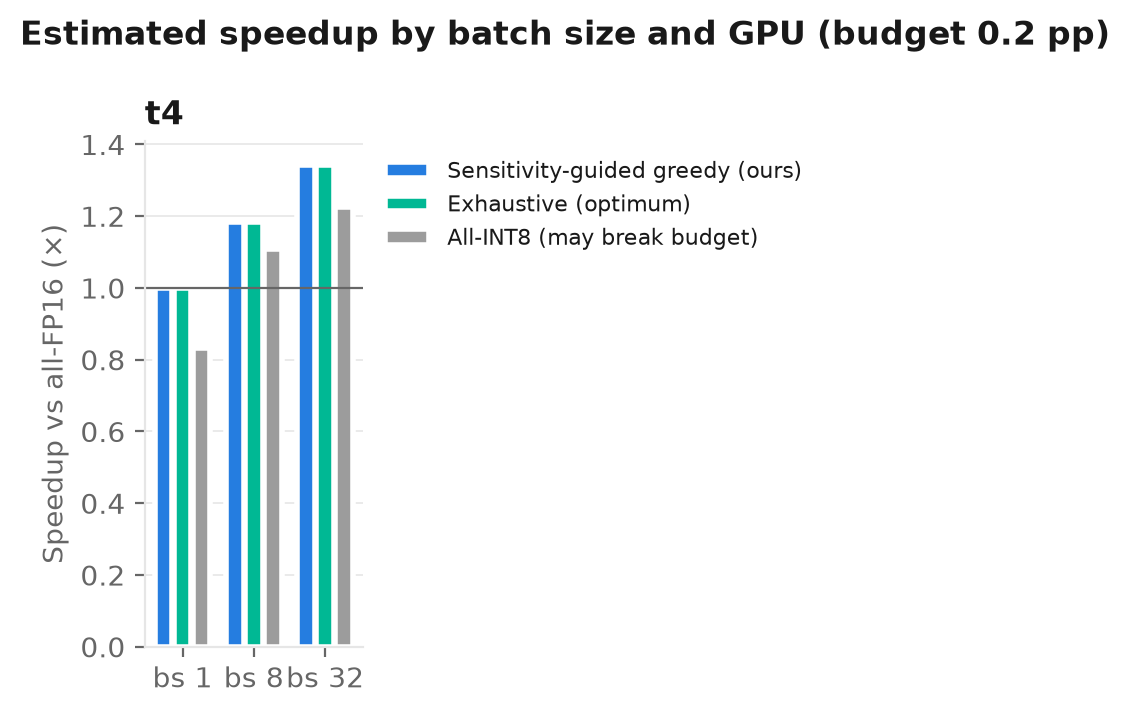 Estimated speedup by batch size and GPU (budget 0.2 pp)
t4
Sensitivity-guided greedy (ours)
Exhaustive (optimum)
All-INT8 (may break budget)
Speedup vs all-FP16 (×)
1.4
1.2
1.0
0.8
0.6
0.4
0.2
0.0
bs 1 bs 8 bs 32